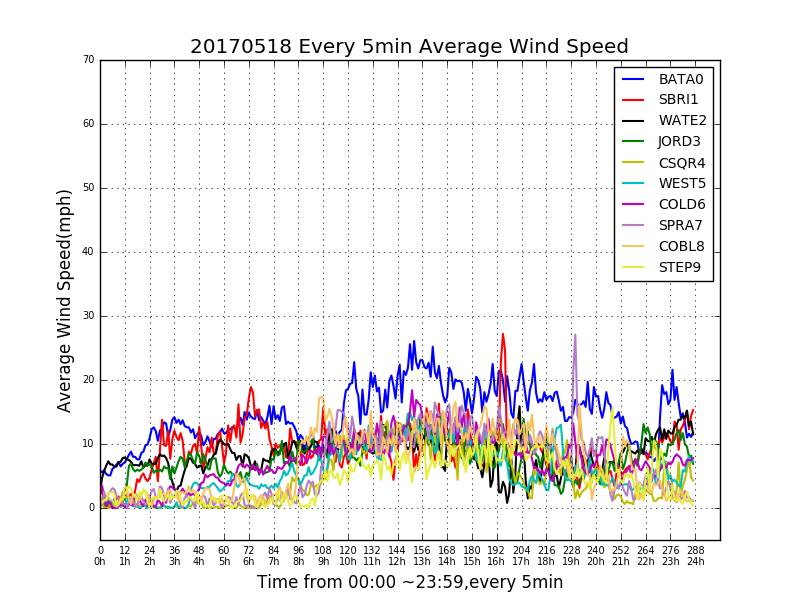 20170518 Every 5min Average Wind Speed
Average Wind Speed(mph)
70
60
50
40
30
20
10
0
BATA0
SBRI1
WATE2
JORD3
CSQR4
WEST5
COLD6
SPRA7
COBL8
STEP9
0 12 24 36 48 60 72 84 96 108 120 132 144 156 168 180 192 204 216 228 240 252 264 276 288
0h 1h 2h 3h 4h 5h 6h 7h 8h 9h 10h 11h 12h 13h 14h 15h 16h 17h 18h 19h 20h 21h 22h 23h 24h
Time from 00:00 ~23:59,every 5min